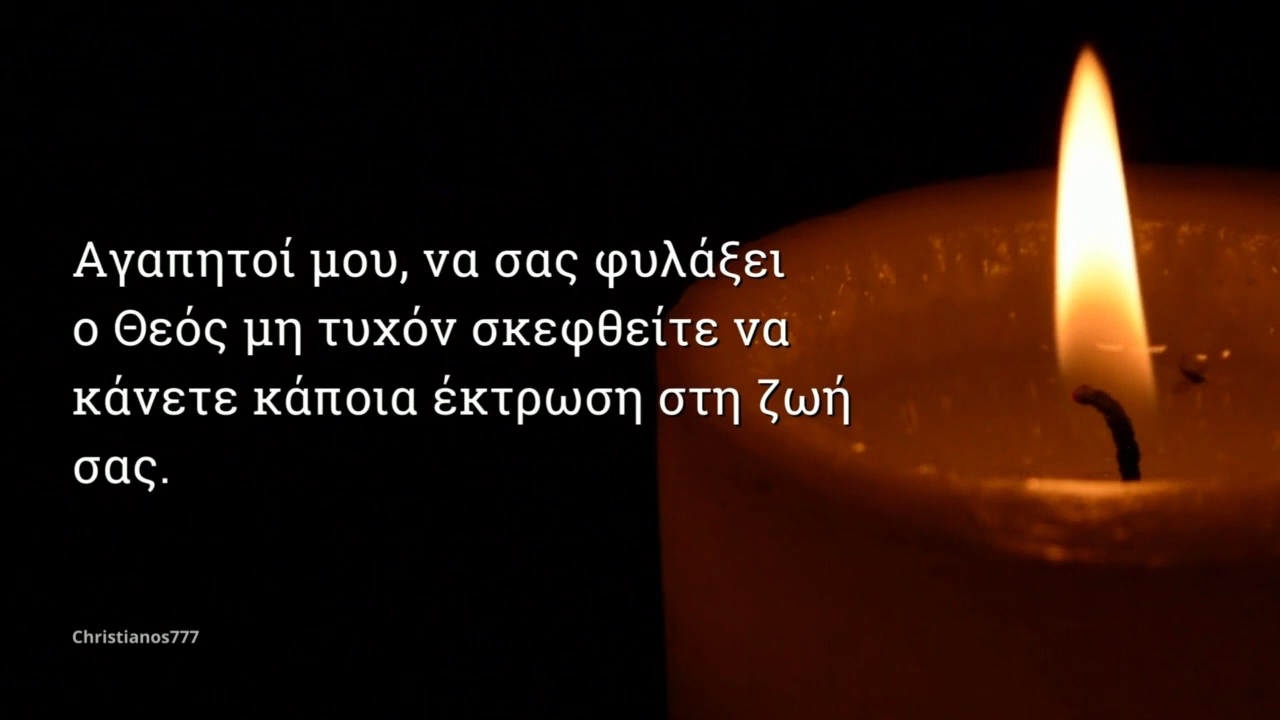 Αγαπητοί μου, να σας φυλάξει
ο Θεός μη τυχόν σκεφθείτε να
κάνετε κάποια έκτρωση στη ζωή
σας.
Christianos777